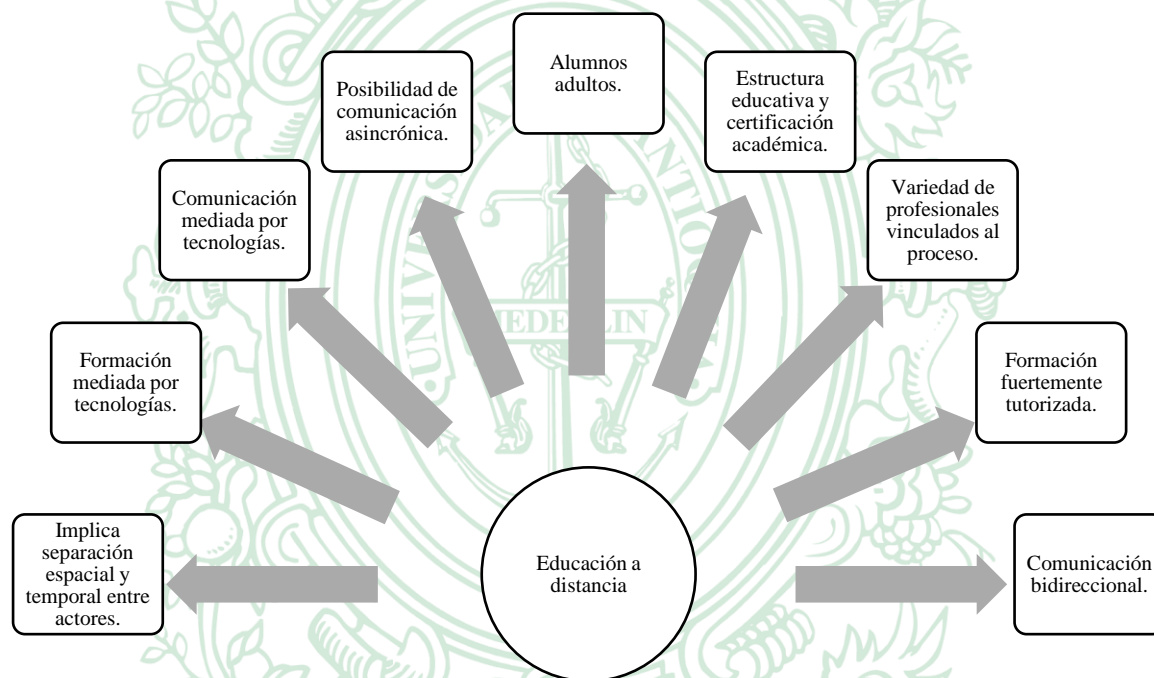 Alumnos
adultos.
Posibilidad de
comunicación
asincrónica.
Estructura
educativa y
certificación
académica.
Comunicación
mediada por
tecnologías.
Variedad de
profesionales
vinculados al
proceso.
Formación
mediada por
tecnologías.
Formación
fuertemente
tutorizada.
Implica
separación
espacial y
temporal entre
actores.
Educación a
distancia
Comunicación
bidireccional.